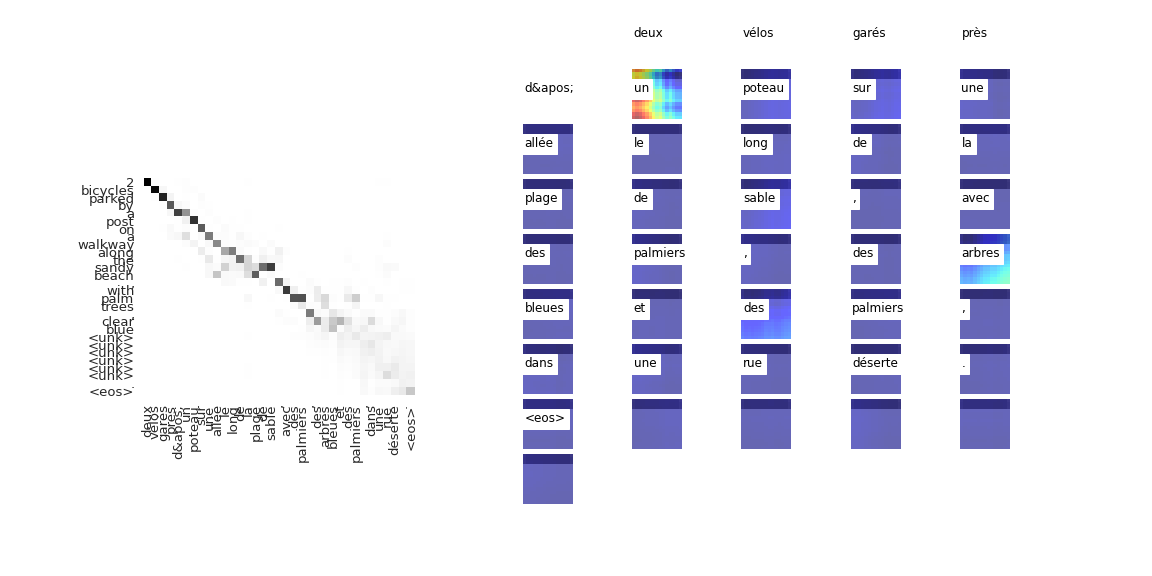 2
bicycles
parked
by
a
post
on
a
walkway
along
the
sandy
beach
,
with
palm
trees
,
clear
blue
<unk>
<unk>
<unk>
<unk>
<unk>
<unk>
.
<eos>
deux
vélos
garés
près
d&apos;
un
poteau
sur
une
allée
le
long
de
la
plage
de
sable
,
avec
des
palmiers
,
des
arbres
bleues
et
des
palmiers
,
dans
une
rue
déserte
.
<eos>
deux vélos garés près
d&apos; un poteau sur une
allée le long de la
plage de sable , avec
des palmiers , des arbres
bleues et des palmiers ,
dans une rue déserte .
<eos>